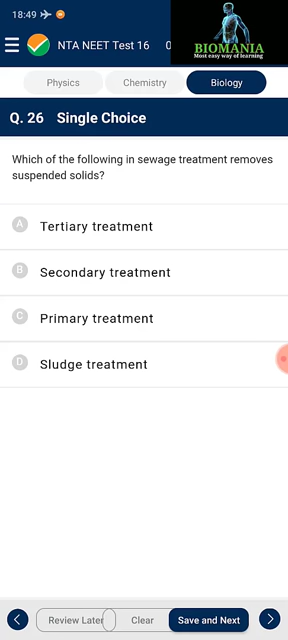 18:49
NTA NEET Test 16 0
BIOMANIA
Most easy way of learning
Physics Chemistry Biology
Q. 26 Single Choice
Which of the following in sewage treatment removes
suspended solids?
A Tertiary treatment
B Secondary treatment
C Primary treatment
D Sludge treatment
Review Later Clear Save and Next